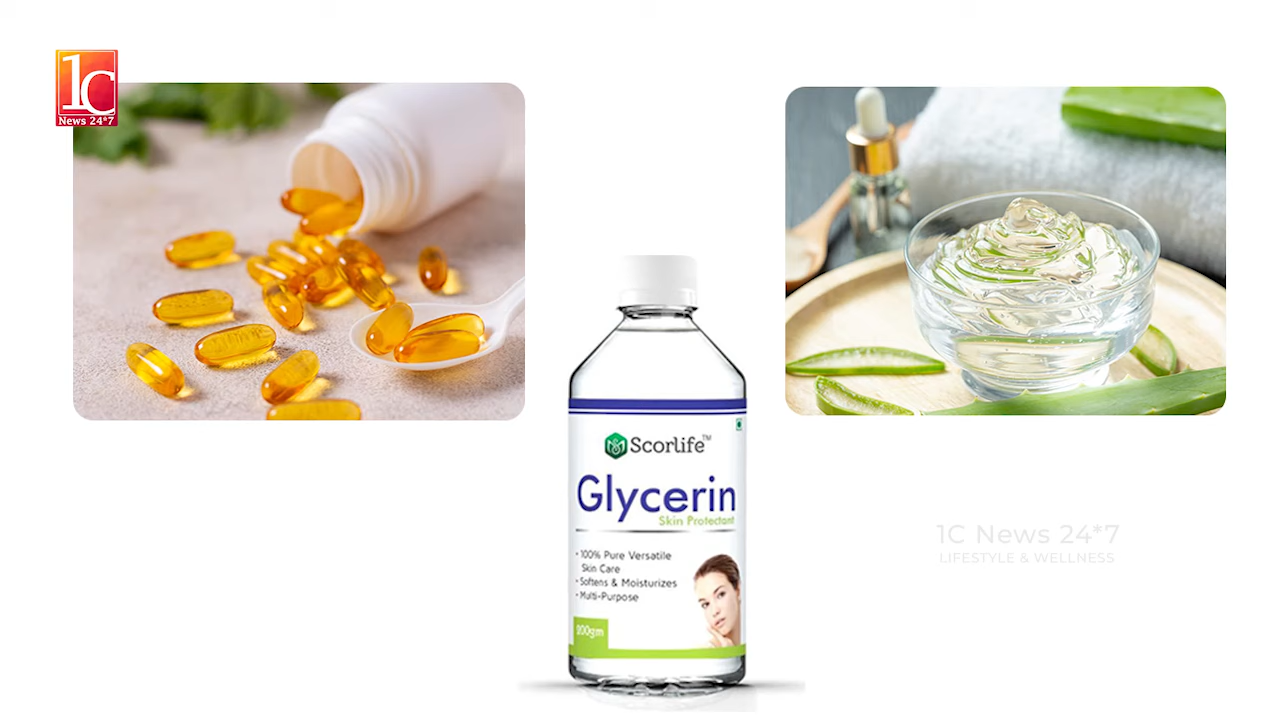 1C
News 24*7
Scorlife™
Glycerin
Skin Protectant
• 100% Pure Versatile
Skin Care
• Softens & Moisturizes
• Multi-Purpose
200gm
1C News 24*7
LIFESTYLE & WELLNESS